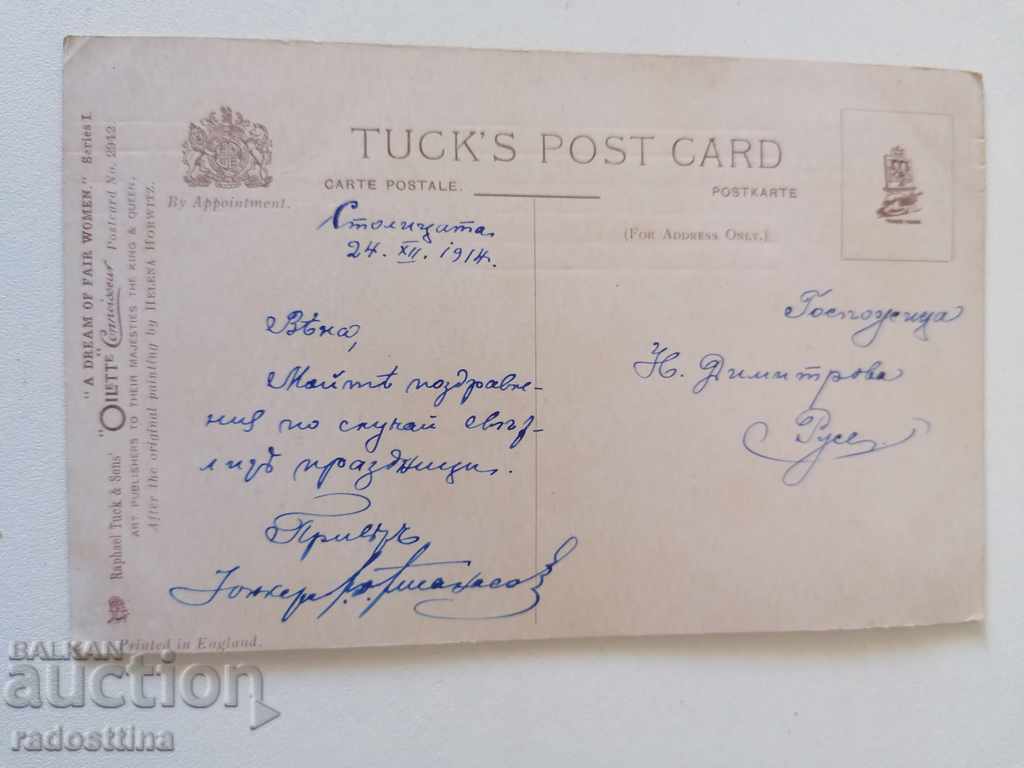 TUCK'S POST CARD
CARTE POSTALE.
POSTKARTE
By Appointment.
(FOR ADDRESS ONLY.)
"A DREAM OF FAIR WOMEN." Series I.
"OILETTE" Connoisseur Postcard No. 2942
Raphael Tuck & Sons'
ART PUBLISHERS TO THEIR MAJESTIES THE KING & QUEEN.
After the original painting by HELENA HORWITZ.
Printed in England.
Столицата
24. XII. 1914.
Вѣна,
Моитѣ поздравле-
ния по случай
праздници.
Привѣтъ
Юнкер
Госпожица
Н. Димитрова
Русе
BALKAN
auction
radosttina